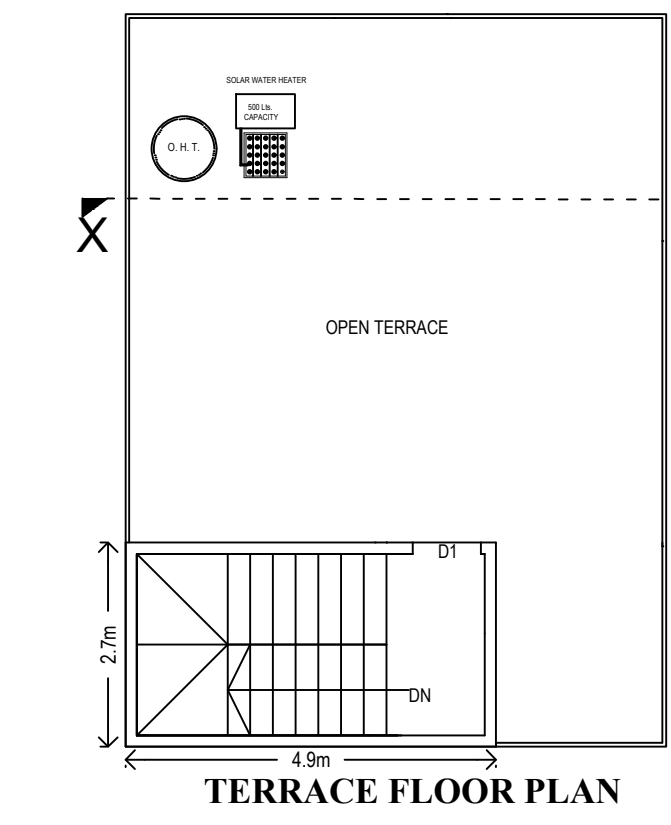 SOLAR WATER HEATER
500 Lts.
CAPACITY
O. H. T.
X
OPEN TERRACE
D1
2.7m
DN
4.9m
TERRACE FLOOR PLAN